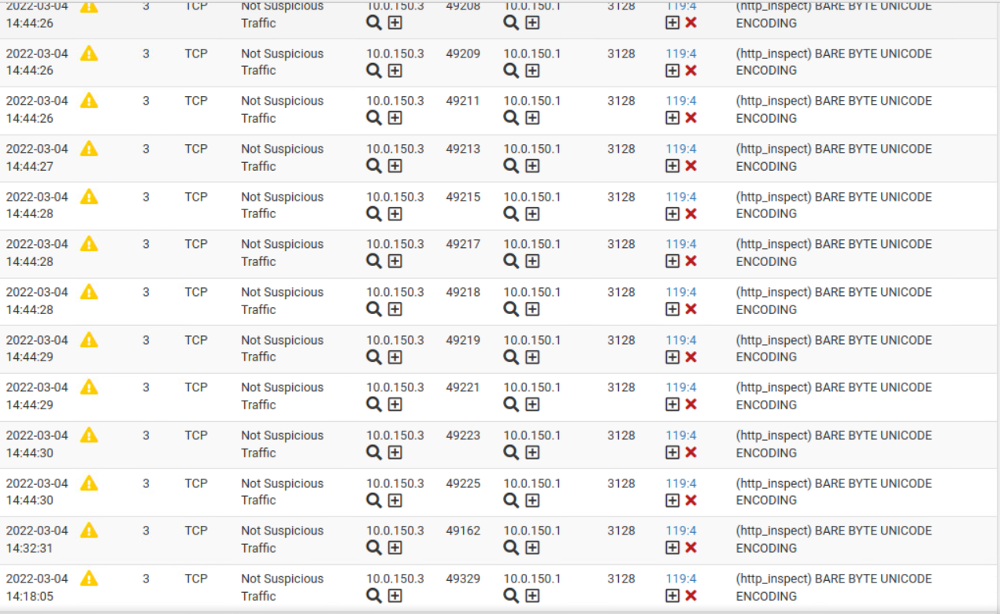 2022-03-04 3 TCP Not Suspicious 10.0.150.3 49208 10.0.150.1 3128 119:4 (http_inspect) BARE BYTE UNICODE
14:44:26 Traffic ENCODING
2022-03-04 3 TCP Not Suspicious 10.0.150.3 49209 10.0.150.1 3128 119:4 (http_inspect) BARE BYTE UNICODE
14:44:26 Traffic ENCODING
2022-03-04 3 TCP Not Suspicious 10.0.150.3 49211 10.0.150.1 3128 119:4 (http_inspect) BARE BYTE UNICODE
14:44:26 Traffic ENCODING
2022-03-04 3 TCP Not Suspicious 10.0.150.3 49213 10.0.150.1 3128 119:4 (http_inspect) BARE BYTE UNICODE
14:44:27 Traffic ENCODING
2022-03-04 3 TCP Not Suspicious 10.0.150.3 49215 10.0.150.1 3128 119:4 (http_inspect) BARE BYTE UNICODE
14:44:28 Traffic ENCODING
2022-03-04 3 TCP Not Suspicious 10.0.150.3 49217 10.0.150.1 3128 119:4 (http_inspect) BARE BYTE UNICODE
14:44:28 Traffic ENCODING
2022-03-04 3 TCP Not Suspicious 10.0.150.3 49218 10.0.150.1 3128 119:4 (http_inspect) BARE BYTE UNICODE
14:44:28 Traffic ENCODING
2022-03-04 3 TCP Not Suspicious 10.0.150.3 49219 10.0.150.1 3128 119:4 (http_inspect) BARE BYTE UNICODE
14:44:29 Traffic ENCODING
2022-03-04 3 TCP Not Suspicious 10.0.150.3 49221 10.0.150.1 3128 119:4 (http_inspect) BARE BYTE UNICODE
14:44:29 Traffic ENCODING
2022-03-04 3 TCP Not Suspicious 10.0.150.3 49223 10.0.150.1 3128 119:4 (http_inspect) BARE BYTE UNICODE
14:44:30 Traffic ENCODING
2022-03-04 3 TCP Not Suspicious 10.0.150.3 49225 10.0.150.1 3128 119:4 (http_inspect) BARE BYTE UNICODE
14:44:30 Traffic ENCODING
2022-03-04 3 TCP Not Suspicious 10.0.150.3 49162 10.0.150.1 3128 119:4 (http_inspect) BARE BYTE UNICODE
14:32:31 Traffic ENCODING
2022-03-04 3 TCP Not Suspicious 10.0.150.3 49329 10.0.150.1 3128 119:4 (http_inspect) BARE BYTE UNICODE
14:18:05 Traffic ENCODING